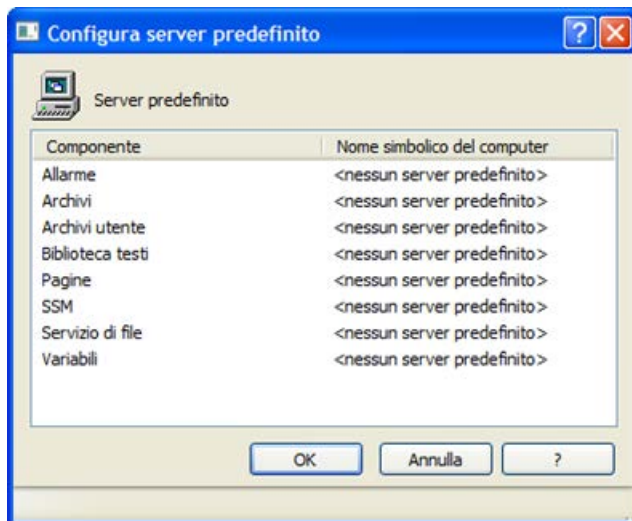 Configura server predefinito
Server predefinito
Componente Nome simbolico del computer
Allarme <nessun server predefinito>
Archivi <nessun server predefinito>
Archivi utente <nessun server predefinito>
Biblioteca testi <nessun server predefinito>
Pagine <nessun server predefinito>
SSM <nessun server predefinito>
Servizio di file <nessun server predefinito>
Variabili <nessun server predefinito>
OK Annulla ?